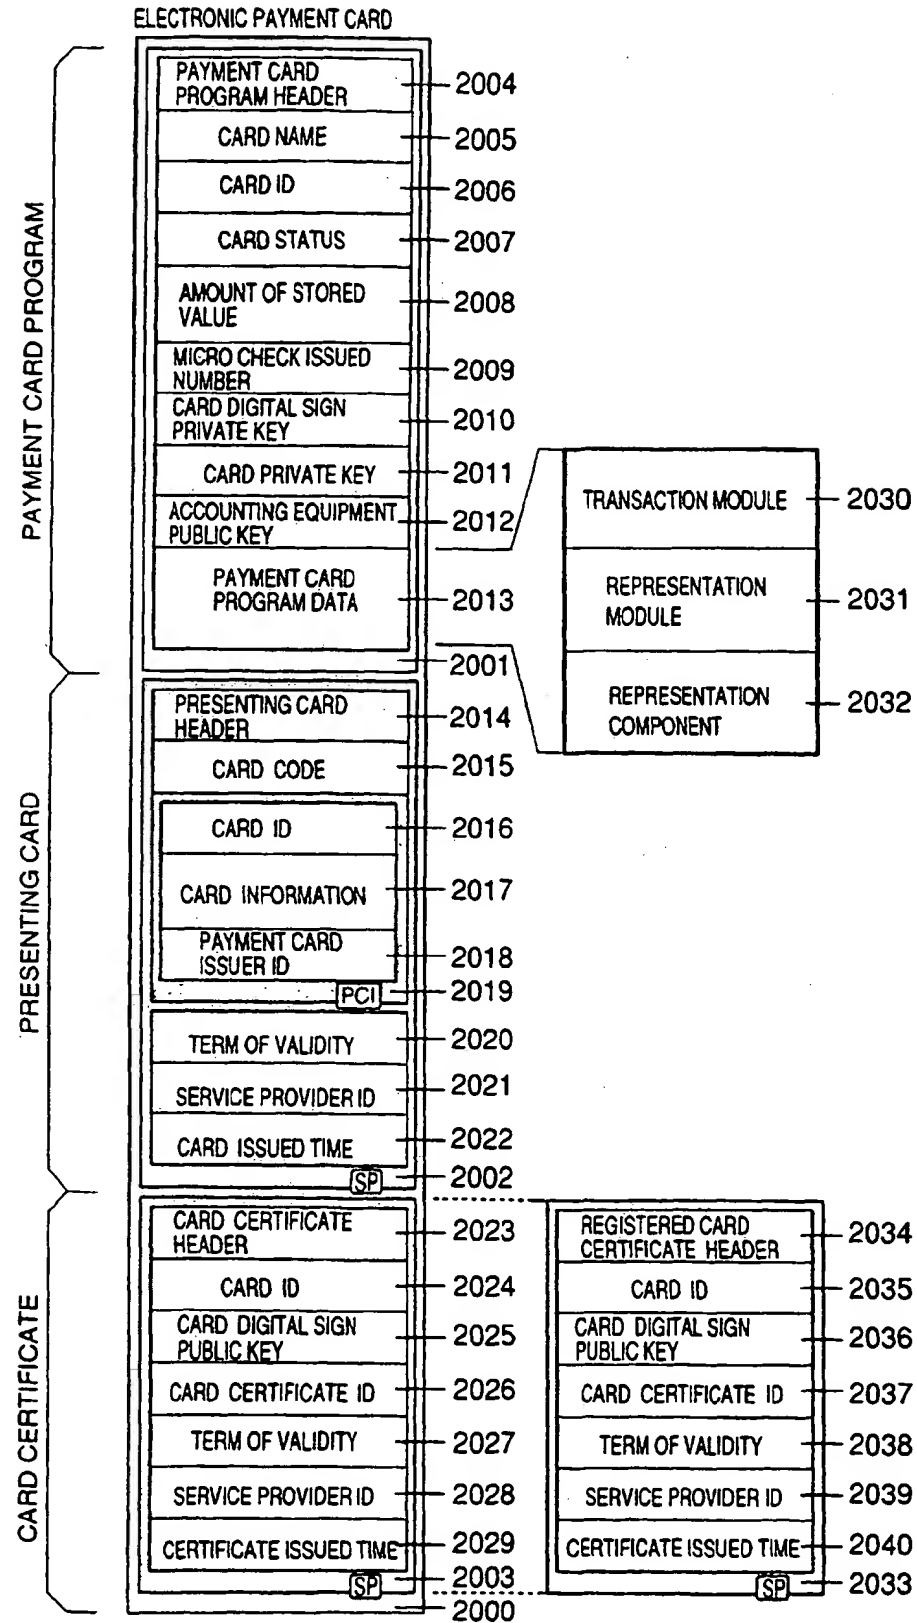 ELECTRONIC PAYMENT CARD
PAYMENT CARD PROGRAM
PAYMENT CARD
PROGRAM HEADER
2004
CARD NAME
2005
CARD ID
2006
CARD STATUS
2007
AMOUNT OF STORED
VALUE
2008
MICRO CHECK ISSUED
NUMBER
2009
CARD DIGITAL SIGN
PRIVATE KEY
2010
CARD PRIVATE KEY
2011
ACCOUNTING EQUIPMENT
PUBLIC KEY
2012
PAYMENT CARD
PROGRAM DATA
2013
2001
TRANSACTION MODULE
2030
REPRESENTATION
MODULE
2031
REPRESENTATION
COMPONENT
2032
PRESENTING CARD
PRESENTING CARD
HEADER
2014
CARD CODE
2015
CARD ID
2016
CARD INFORMATION
2017
PAYMENT CARD
ISSUER ID
2018
PCI
2019
TERM OF VALIDITY
2020
SERVICE PROVIDER ID
2021
CARD ISSUED TIME
2022
SP
2002
CARD CERTIFICATE
CARD CERTIFICATE
HEADER
2023
CARD ID
2024
CARD DIGITAL SIGN
PUBLIC KEY
2025
CARD CERTIFICATE ID
2026
TERM OF VALIDITY
2027
SERVICE PROVIDER ID
2028
CERTIFICATE ISSUED TIME
2029
SP
2003
2000
REGISTERED CARD
CERTIFICATE HEADER
2034
CARD ID
2035
CARD DIGITAL SIGN
PUBLIC KEY
2036
CARD CERTIFICATE ID
2037
TERM OF VALIDITY
2038
SERVICE PROVIDER ID
2039
CERTIFICATE ISSUED TIME
2040
SP
2033